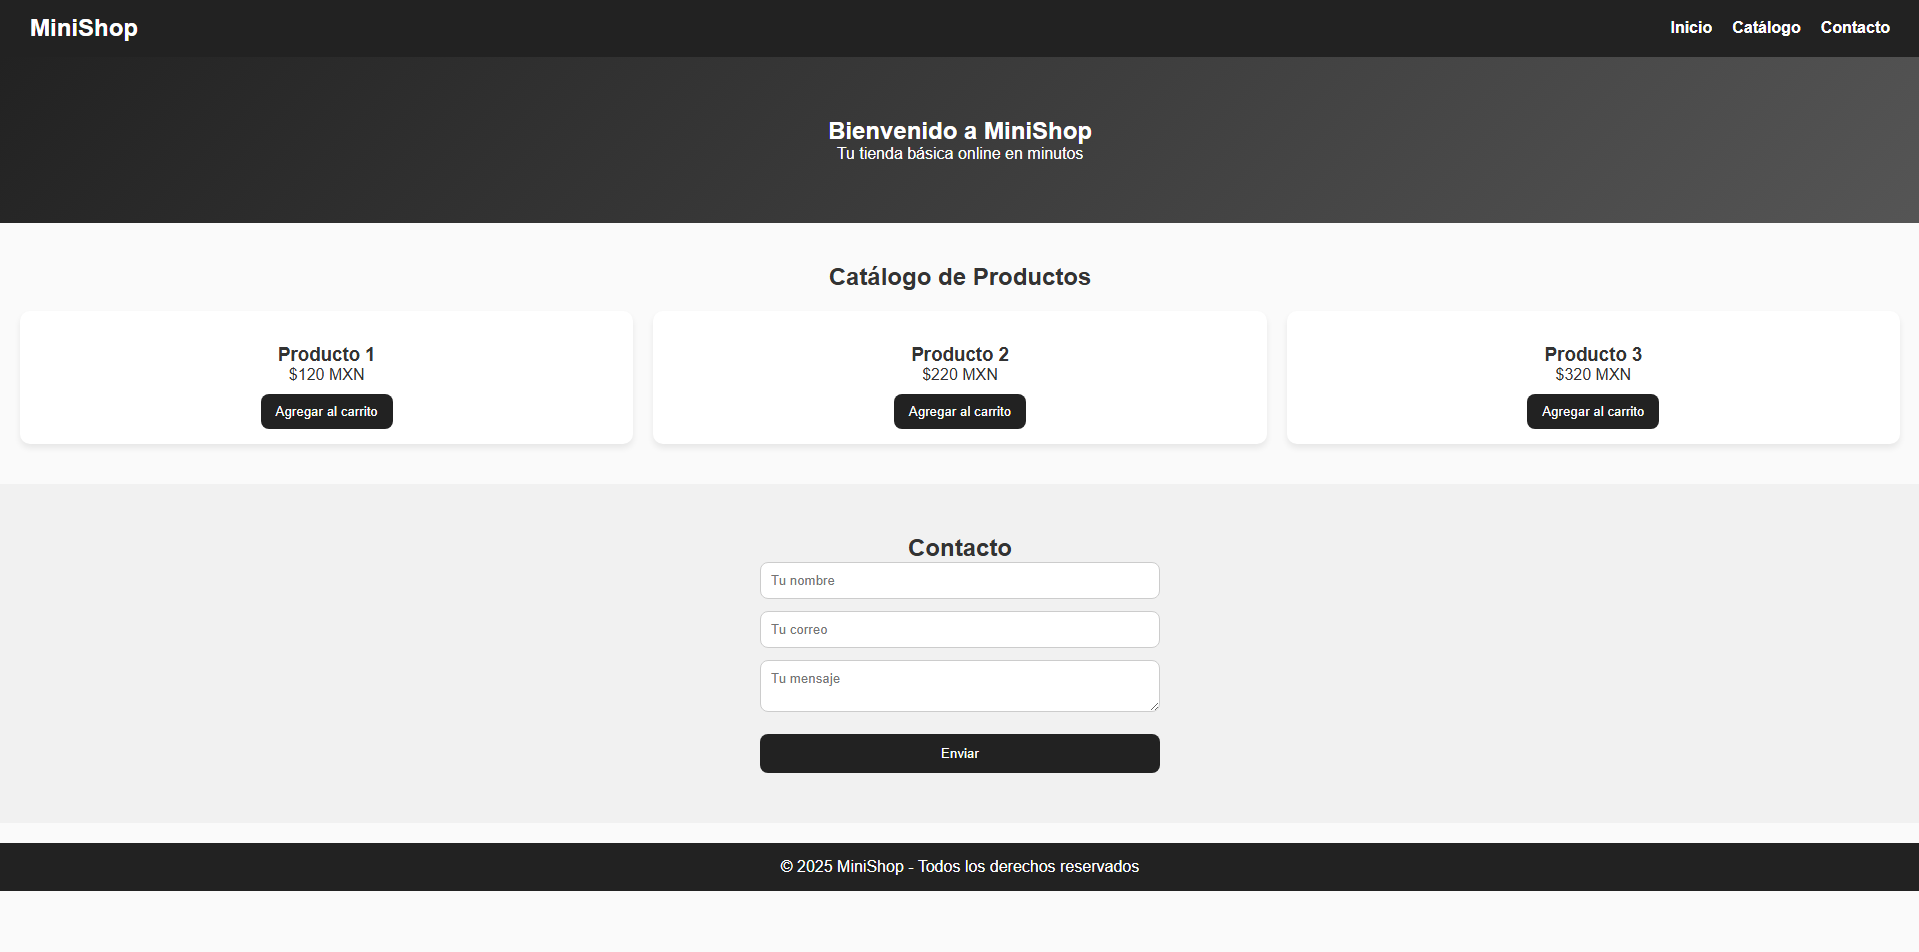 MiniShop
Inicio Catálogo Contacto
Bienvenido a MiniShop
Tu tienda básica online en minutos
Catálogo de Productos
Producto 1
$120 MXN
Agregar al carrito
Producto 2
$220 MXN
Agregar al carrito
Producto 3
$320 MXN
Agregar al carrito
Contacto
Tu nombre
Tu correo
Tu mensaje
Enviar
© 2025 MiniShop - Todos los derechos reservados